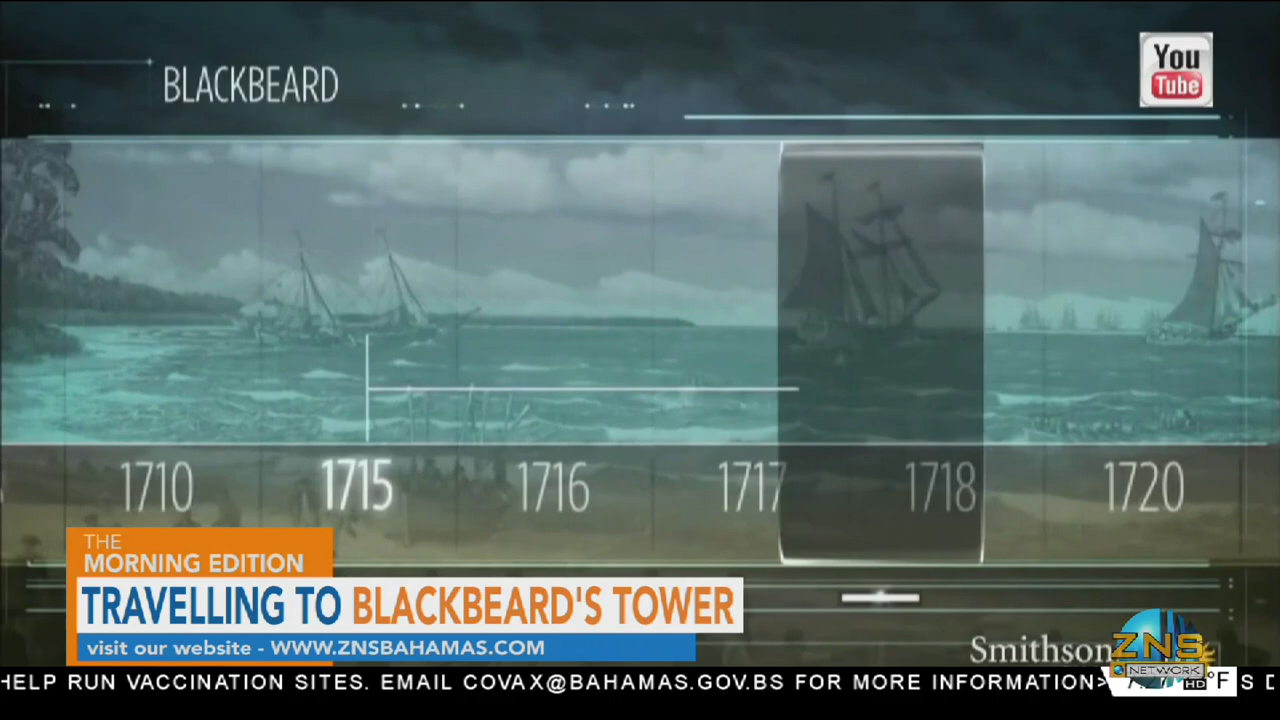 You
Tube
BLACKBEARD
1710 1715 1716 1717 1718 1720
THE
MORNING EDITION
TRAVELLING TO BLACKBEARD'S TOWER
visit our website - WWW.ZNSBAHAMAS.COM
Smithson
ZNS
NETWORK
HD
HELP RUN VACCINATION SITES. EMAIL COVAX@BAHAMAS.GOV.BS FOR MORE INFORMATION> °F S D